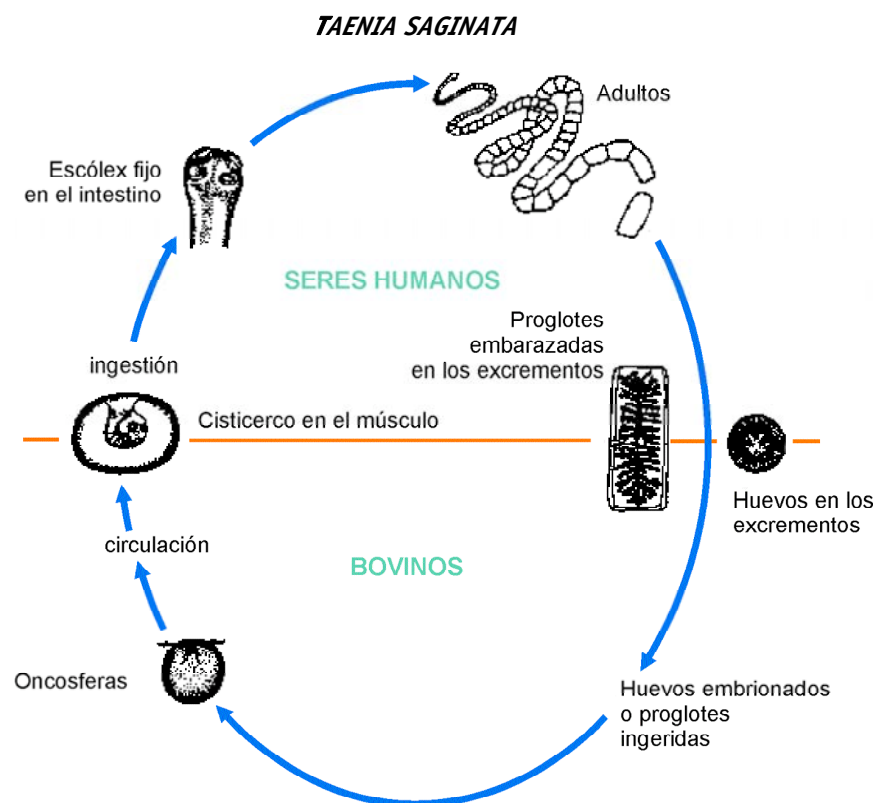 TAENIA SAGINATA
Adultos
Escólex fijo
en el intestino
SERES HUMANOS
Proglotes
embarazadas
en los excrementos
ingestión
Cisticerco en el músculo
Huevos en los
excrementos
circulación
BOVINOS
Oncosferas
Huevos embrionados
o proglotes
ingeridas